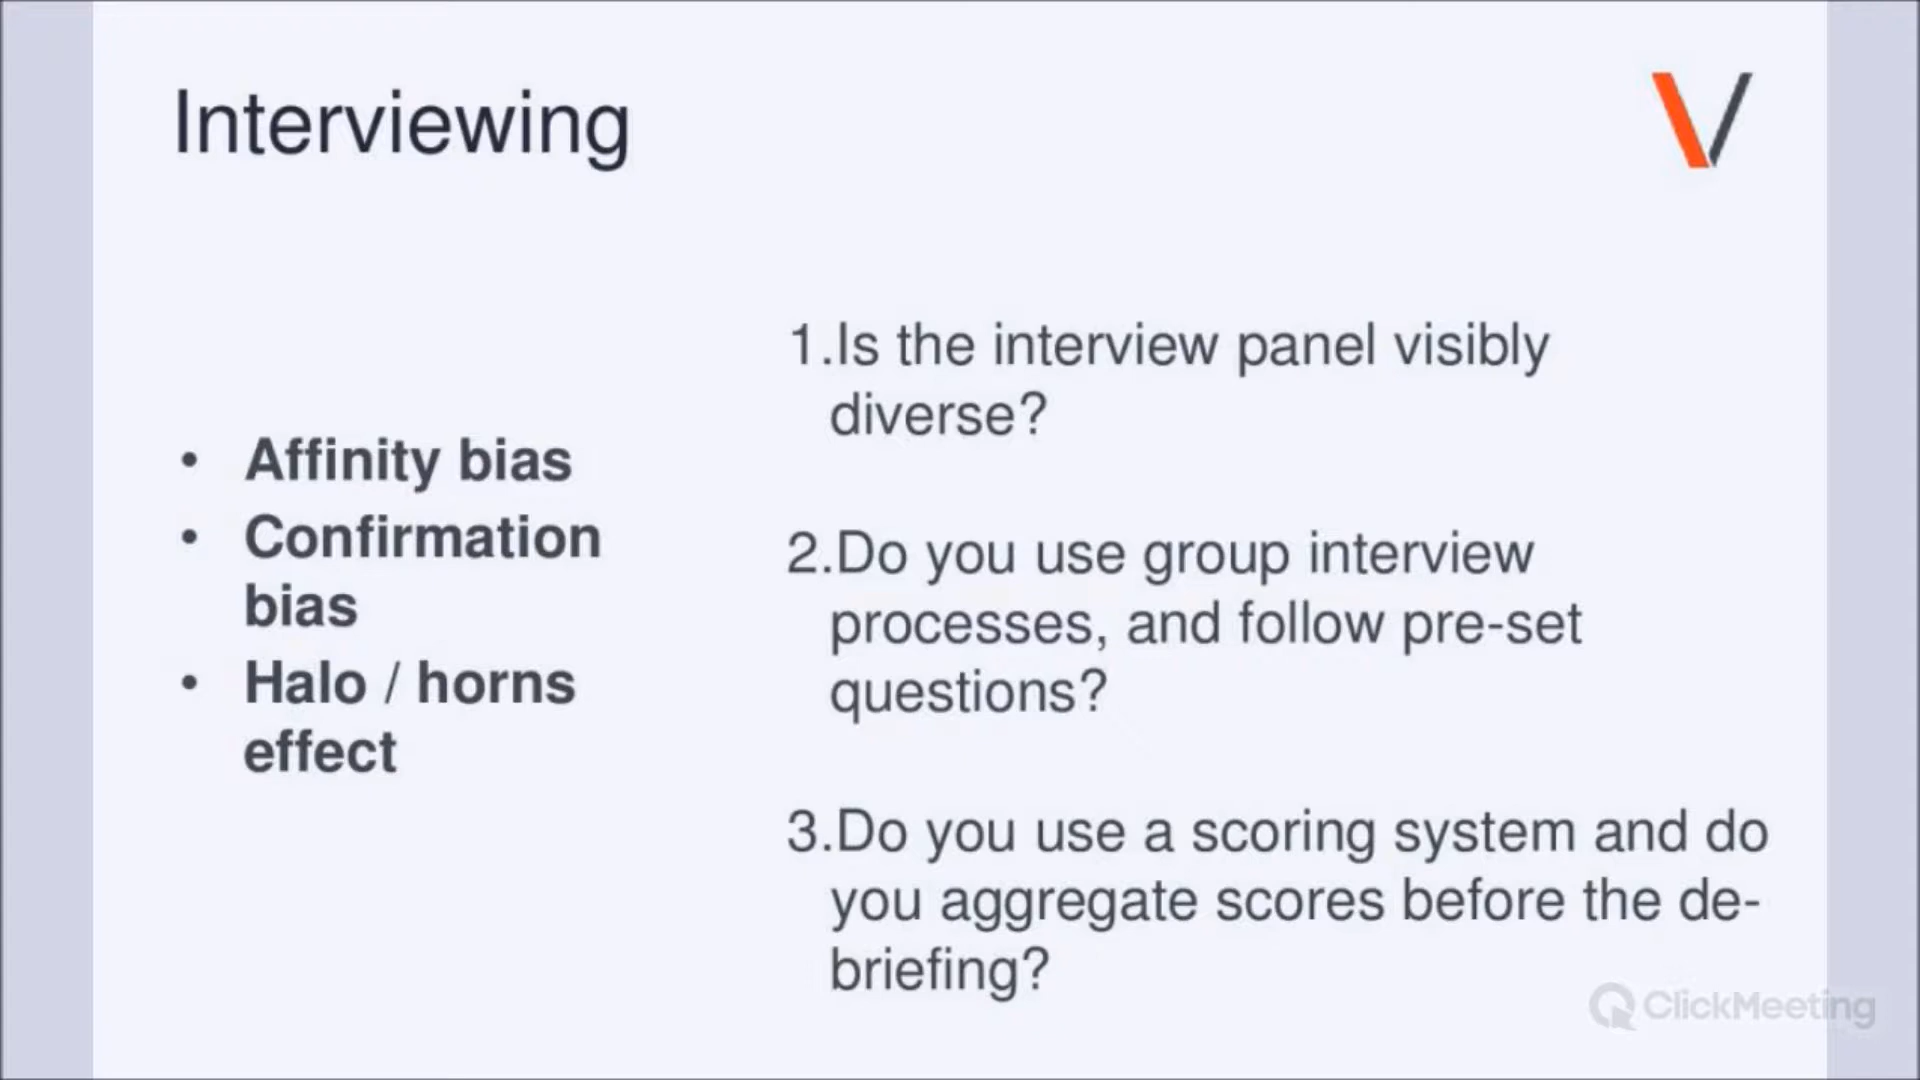 Interviewing
• Affinity bias
• Confirmation
bias
• Halo / horns
effect
1.Is the interview panel visibly
diverse?
2.Do you use group interview
processes, and follow pre-set
questions?
3.Do you use a scoring system and do
you aggregate scores before the de-
briefing?
ClickMeeting